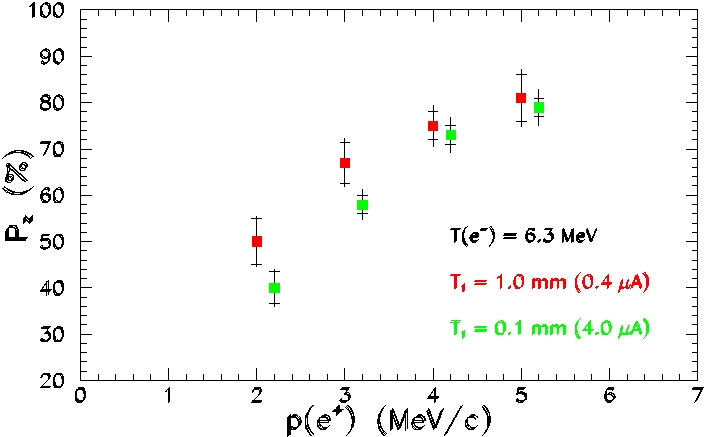 100
90
80
70
60
50
40
30
20
P_z (%)
T(e⁻) = 6.3 MeV
T₁ = 1.0 mm (0.4 μA)
T₁ = 0.1 mm (4.0 μA)
0 1 2 3 4 5 6 7
p(e⁺) (MeV/c)